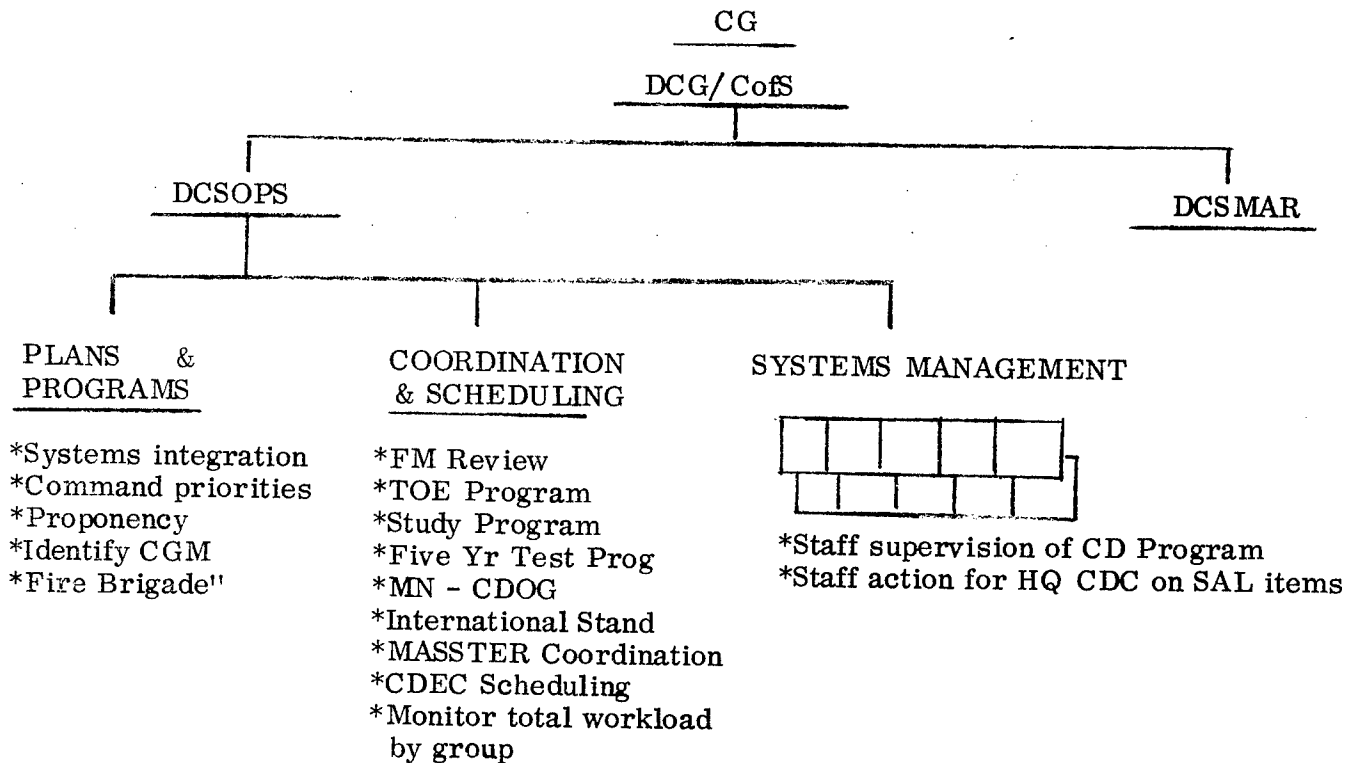 CG
DCG/CofS
DCSOPS
DCSMAR
PLANS &
PROGRAMS
*Systems integration
*Command priorities
*Proponency
*Identify CGM
*Fire Brigade"
COORDINATION
& SCHEDULING
*FM Review
*TOE Program
*Study Program
*Five Yr Test Prog
*MN - CDOG
*International Stand
*MASSTER Coordination
*CDEC Scheduling
*Monitor total workload
by group
SYSTEMS MANAGEMENT
*Staff supervision of CD Program
*Staff action for HQ CDC on SAL items